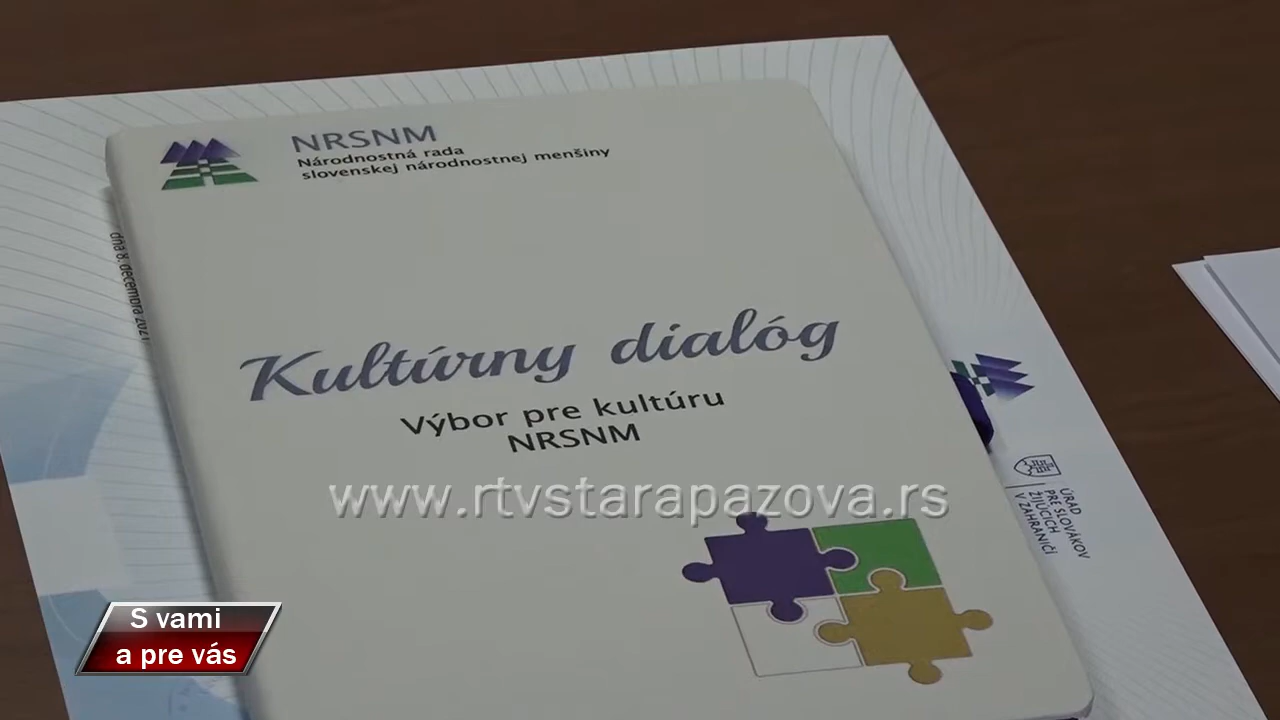 NRSNM
Národnostná rada
slovenskej národnostnej menšiny
dňa 8. decembra 2021
Kultúrny dialóg
Výbor pre kultúru
NRSNM
www.rtvstarapazova.rs
ÚRAD
PRE SLOVÁKOV
ŽIJÚCICH
V ZAHRANIČÍ
S vami
a pre vás